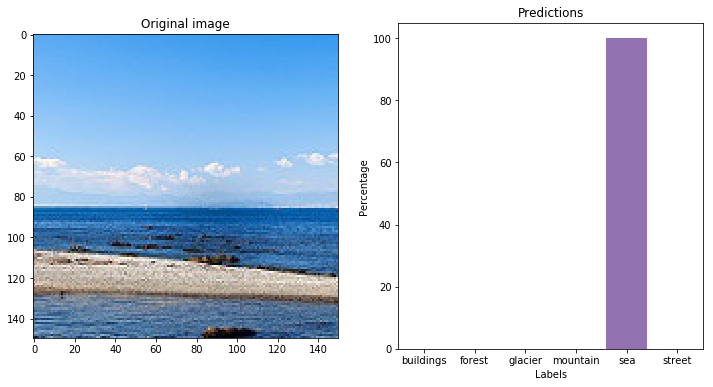 Original image
0
20
40
60
80
100
120
140
0 20 40 60 80 100 120 140
Predictions
Percentage
100
80
60
40
20
0
buildings forest glacier mountain sea street
Labels